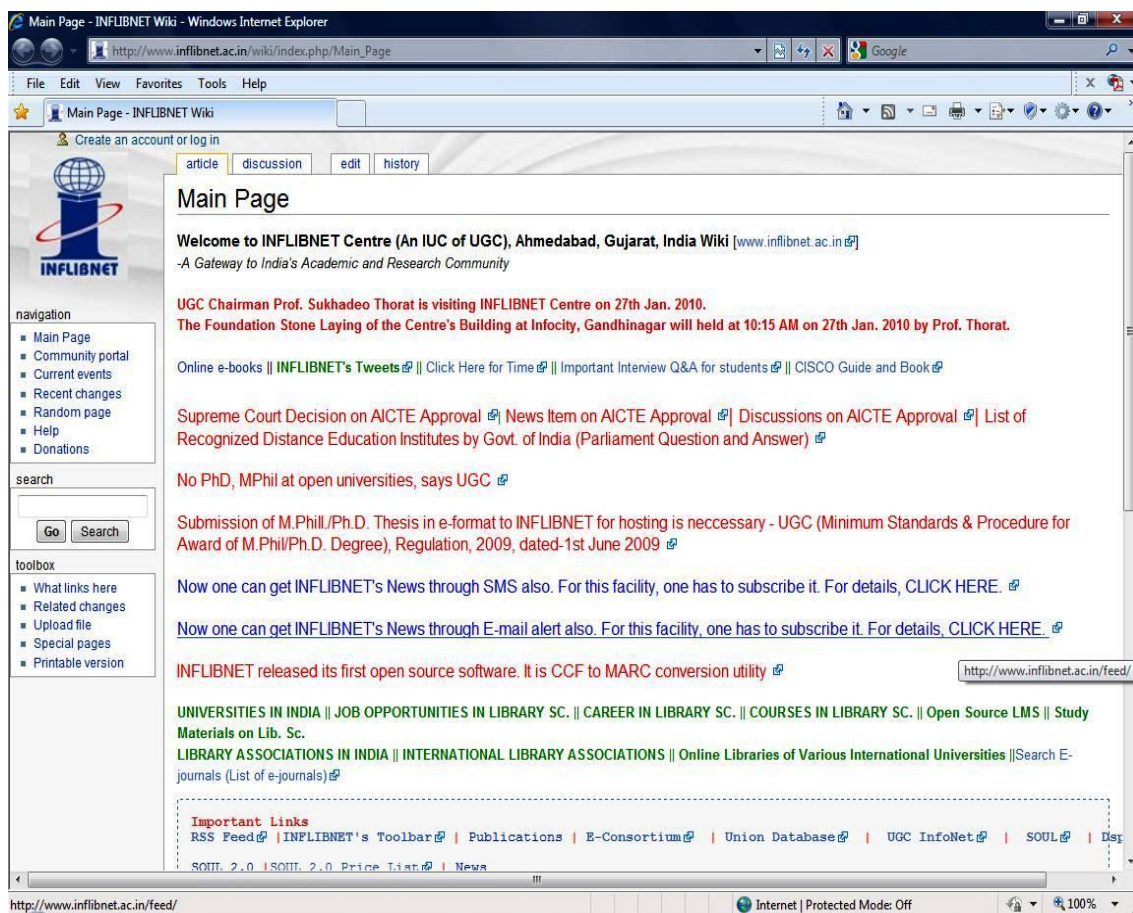 Main Page - INFLIBNET Wiki - Windows Internet Explorer
http://www.inflibnet.ac.in/wiki/index.php/Main_Page
Google
File Edit View Favorites Tools Help
Main Page - INFLIBNET Wiki
Create an account or log in
article discussion edit history
INFLIBNET
navigation
Main Page
Community portal
Current events
Recent changes
Random page
Help
Donations
search
Go Search
toolbox
What links here
Related changes
Upload file
Special pages
Printable version
Main Page
Welcome to INFLIBNET Centre (An IUC of UGC), Ahmedabad, Gujarat, India Wiki [www.inflibnet.ac.in]
-A Gateway to India's Academic and Research Community
UGC Chairman Prof. Sukhadeo Thorat is visiting INFLIBNET Centre on 27th Jan. 2010.
The Foundation Stone Laying of the Centre's Building at Infocity, Gandhinagar will held at 10:15 AM on 27th Jan. 2010 by Prof. Thorat.
Online e-books || INFLIBNET's Tweets || Click Here for Time || Important Interview Q&A for students || CISCO Guide and Book
Supreme Court Decision on AICTE Approval | News Item on AICTE Approval | Discussions on AICTE Approval | List of
Recognized Distance Education Institutes by Govt. of India (Parliament Question and Answer)
No PhD, MPhil at open universities, says UGC
Submission of M.Phill./Ph.D. Thesis in e-format to INFLIBNET for hosting is neccessary - UGC (Minimum Standards & Procedure for
Award of M.Phil/Ph.D. Degree), Regulation, 2009, dated-1st June 2009
Now one can get INFLIBNET's News through SMS also. For this facility, one has to subscribe it. For details, CLICK HERE.
Now one can get INFLIBNET's News through E-mail alert also. For this facility, one has to subscribe it. For details, CLICK HERE.
INFLIBNET released its first open source software. It is CCF to MARC conversion utility
http://www.inflibnet.ac.in/feed/
UNIVERSITIES IN INDIA || JOB OPPORTUNITIES IN LIBRARY SC. || CAREER IN LIBRARY SC. || COURSES IN LIBRARY SC. || Open Source LMS || Study
Materials on Lib. Sc.
LIBRARY ASSOCIATIONS IN INDIA || INTERNATIONAL LIBRARY ASSOCIATIONS || Online Libraries of Various International Universities ||Search E-
journals (List of e-journals)
Important Links
RSS Feed |INFLIBNET's Toolbar | Publications | E-Consortium | Union Database | UGC InfoNet | SOUL | Dsp
SOUL 2.0 |SOUL 2.0 Price List | News
http://www.inflibnet.ac.in/feed/
Internet | Protected Mode: Off
100%